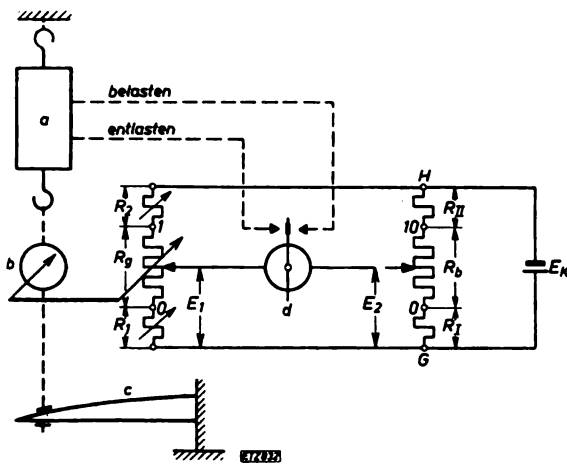 a
belasten
entlasten
H
R2
1
10
RII
b
Rg
E1
d
E2
Rb
EK
0
0
R1
RI
G
c